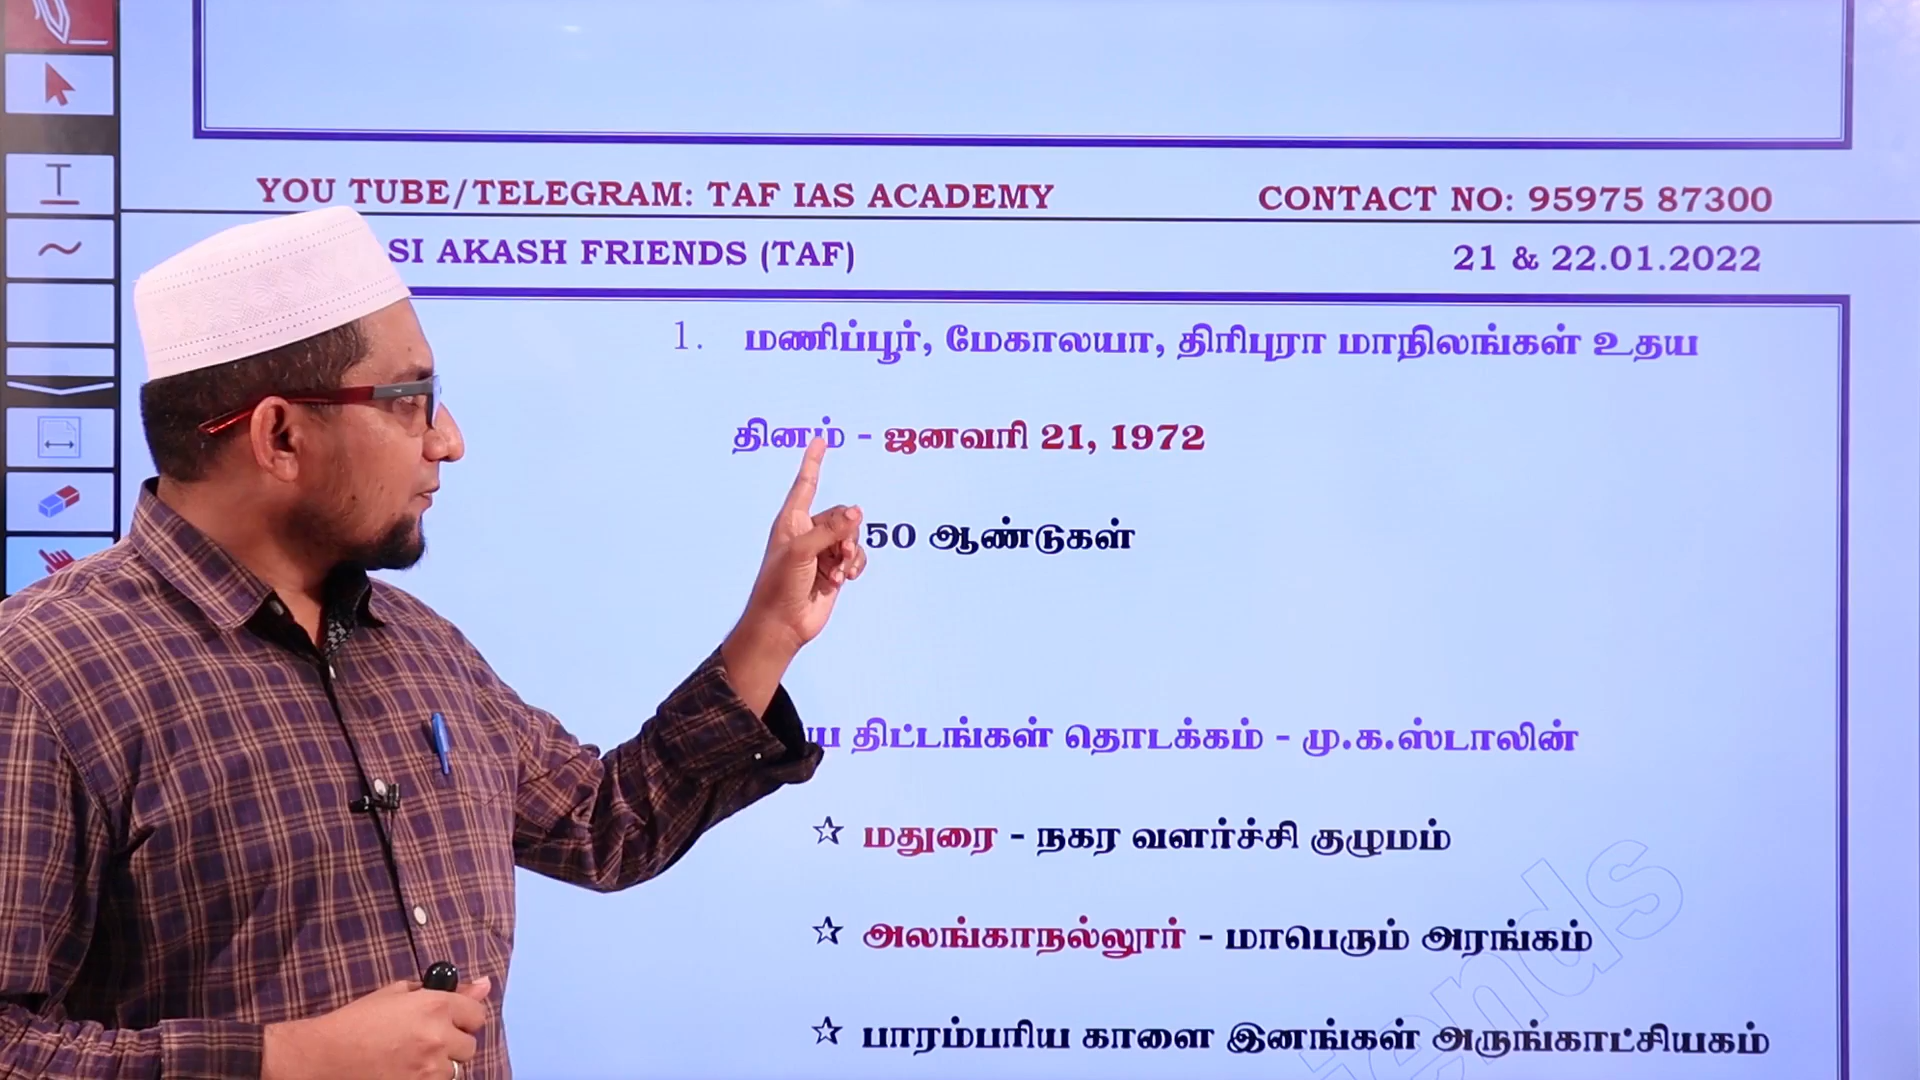 YOU TUBE/TELEGRAM: TAF IAS ACADEMY CONTACT NO: 95975 87300
SI AKASH FRIENDS (TAF) 21 & 22.01.2022
1. மணிப்பூர், மேகாலயா, திரிபுரா மாநிலங்கள் உதய
தினம் - ஜனவரி 21, 1972
50 ஆண்டுகள்
ய திட்டங்கள் தொடக்கம் - மு.க.ஸ்டாலின்
☆ மதுரை - நகர வளர்ச்சி குழுமம்
☆ அலங்காநல்லூர் - மாபெரும் அரங்கம்
☆ பாரம்பரிய காளை இனங்கள் அருங்காட்சியகம்